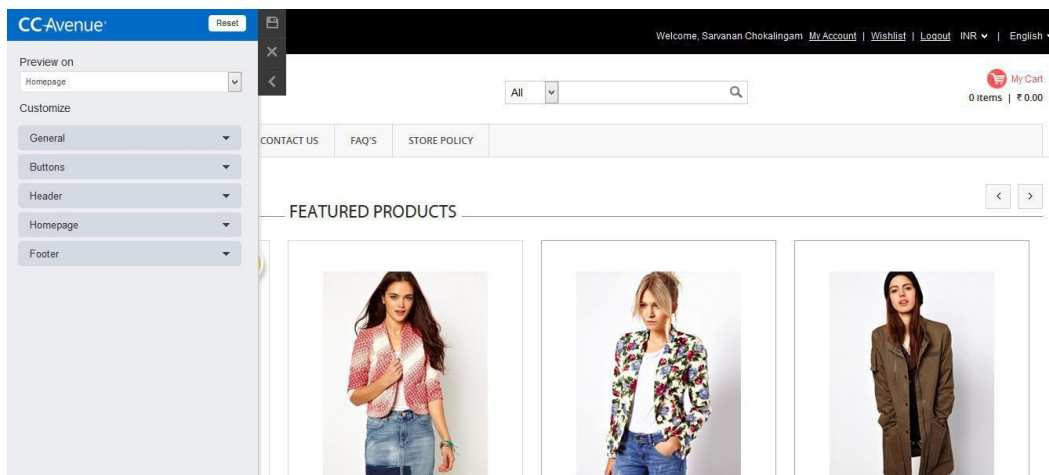 CCAvenue
Reset
Welcome, Sarvanan Chokalingam My Account | Wishlist | Logout INR | English
Preview on
Homepage
Customize
General
Buttons
Header
Homepage
Footer
All
My Cart
0 items | ₹ 0.00
CONTACT US FAQ'S STORE POLICY
FEATURED PRODUCTS